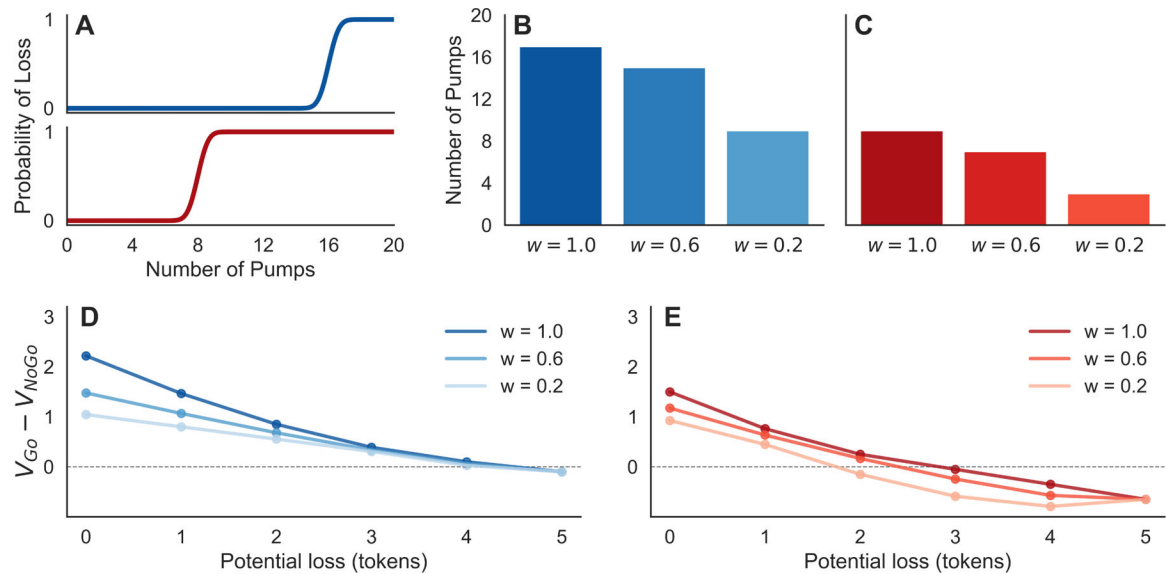 A
Probability of Loss
1
0
1
0
0 4 8 12 16 20
Number of Pumps
B
Number of Pumps
20
16
12
8
4
0
w = 1.0 w = 0.6 w = 0.2
C
w = 1.0 w = 0.6 w = 0.2
D
V_Go − V_NoGo
3
2
1
0
w = 1.0
w = 0.6
w = 0.2
0 1 2 3 4 5
Potential loss (tokens)
E
3
2
1
0
w = 1.0
w = 0.6
w = 0.2
0 1 2 3 4 5
Potential loss (tokens)